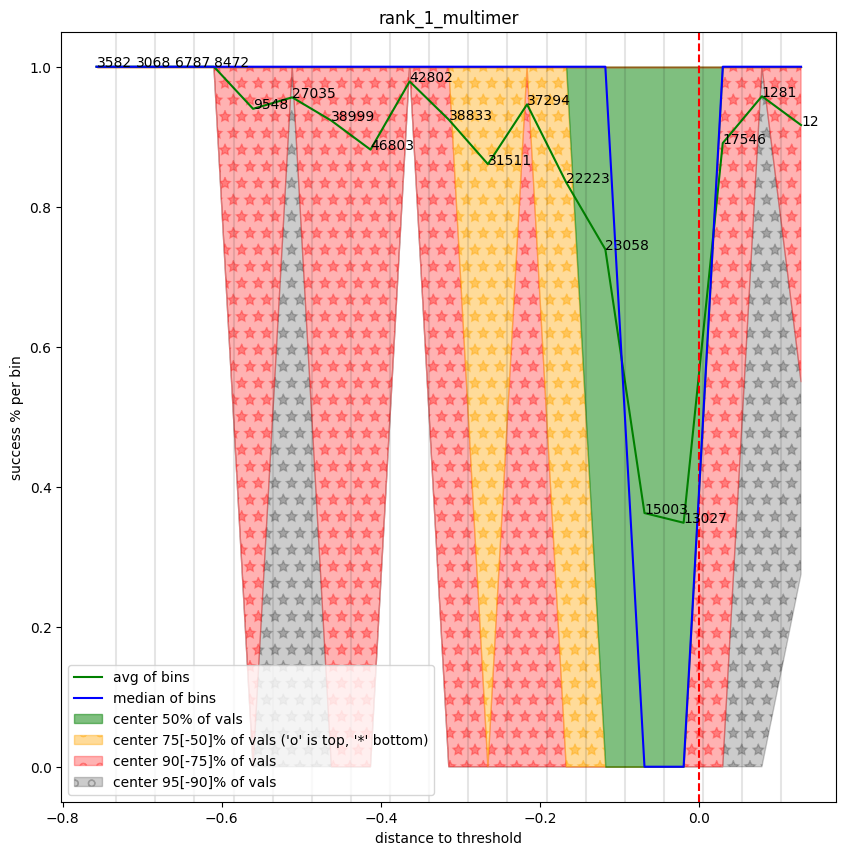 rank_1_multimer
success % per bin
1.0
0.8
0.6
0.4
0.2
0.0
3582 3068 6787 8472
9548
27035
38999
46803
42802
38833
31511
37294
22223
23058
15003
13027
17546
1281
12
avg of bins
median of bins
center 50% of vals
center 75[-50]% of vals ('o' is top, '*' bottom)
center 90[-75]% of vals
center 95[-90]% of vals
−0.8 −0.6 −0.4 −0.2 0.0
distance to threshold